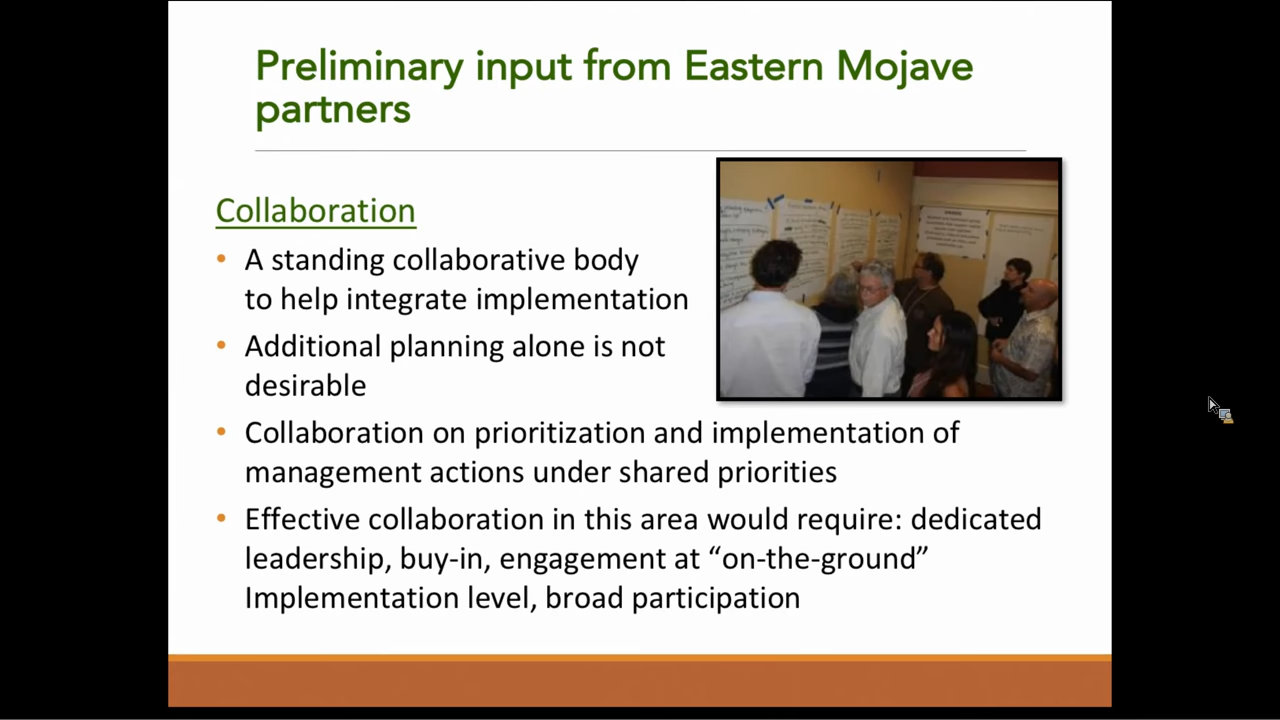 Preliminary input from Eastern Mojave
partners
Collaboration
• A standing collaborative body
to help integrate implementation
• Additional planning alone is not
desirable
• Collaboration on prioritization and implementation of
management actions under shared priorities
• Effective collaboration in this area would require: dedicated
leadership, buy-in, engagement at “on-the-ground”
Implementation level, broad participation